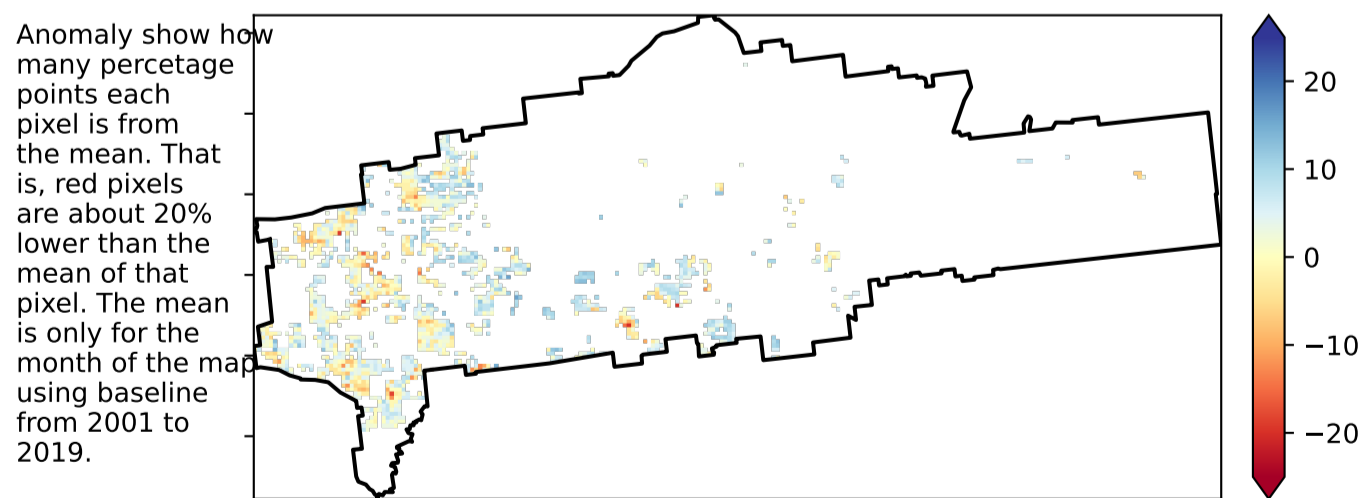 Anomaly show how
many percetage
points each
pixel is from
the mean. That
is, red pixels
are about 20%
lower than the
mean of that
pixel. The mean
is only for the
month of the map
using baseline
from 2001 to
2019.
20
10
0
−10
−20